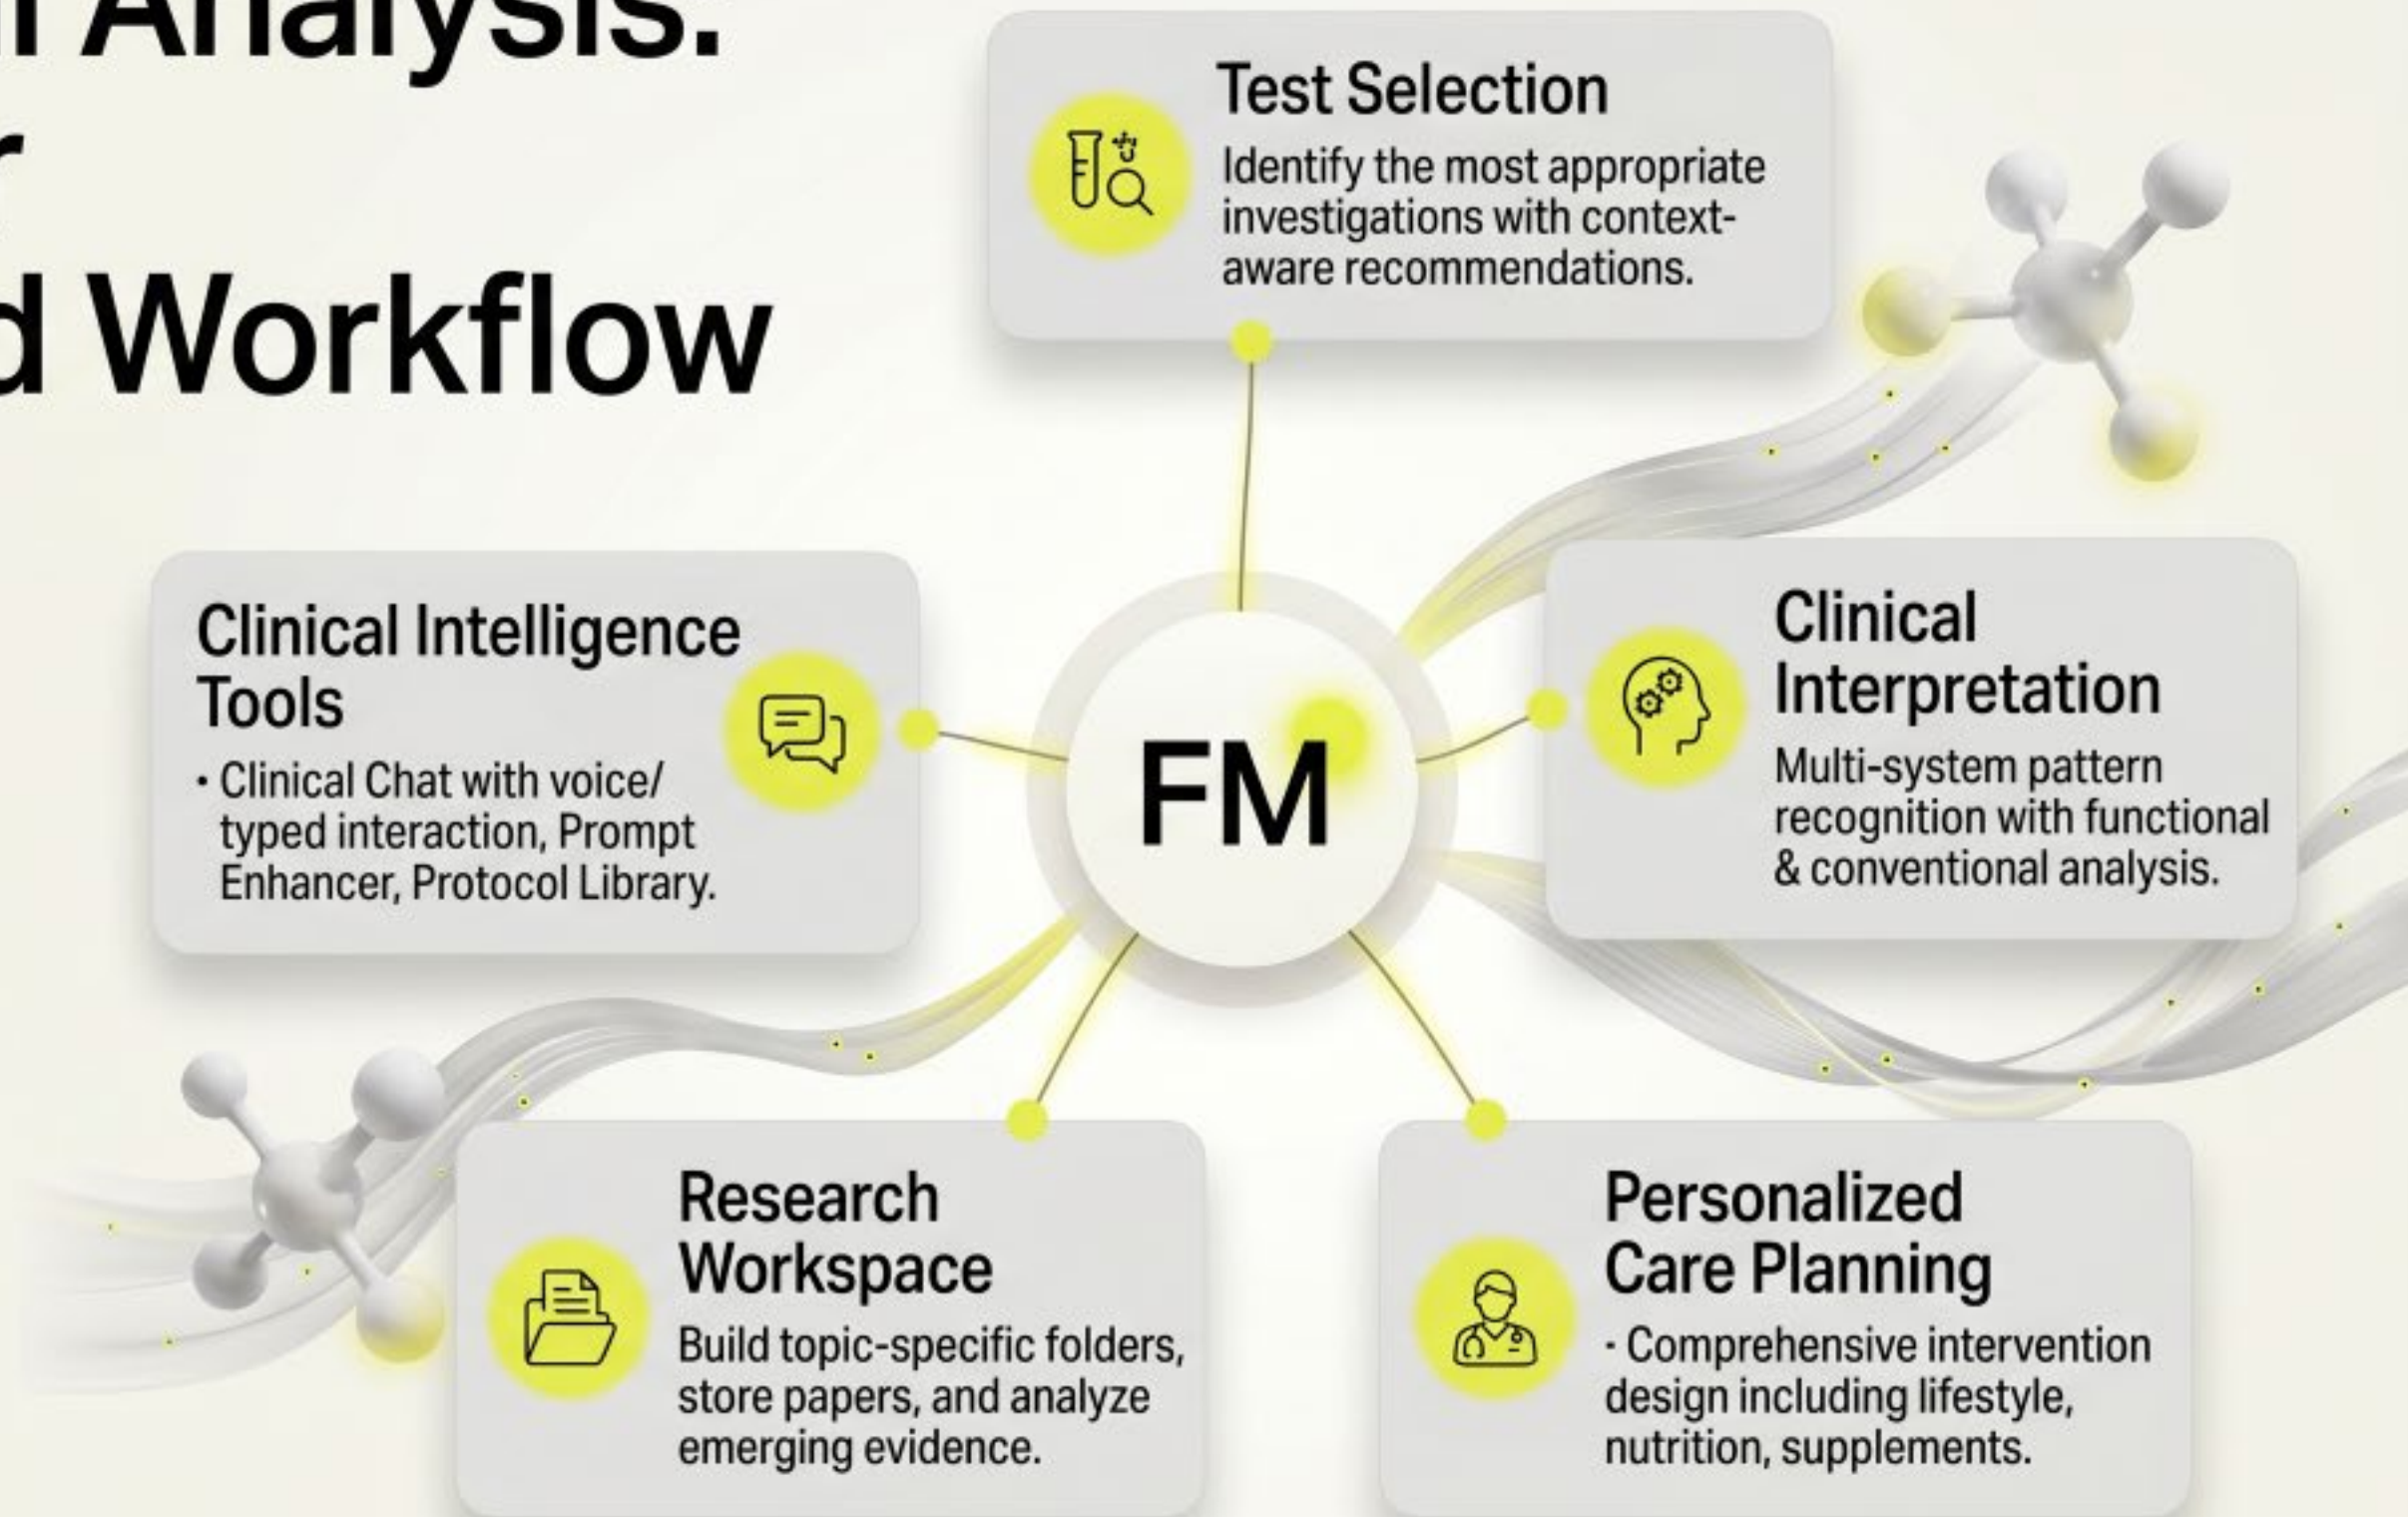 Analysis.
r
d Workflow
Test Selection
Identify the most appropriate
investigations with context-
aware recommendations.
Clinical Intelligence
Tools
• Clinical Chat with voice/
typed interaction, Prompt
Enhancer, Protocol Library.
FM
Clinical
Interpretation
Multi-system pattern
recognition with functional
& conventional analysis.
Research
Workspace
Build topic-specific folders,
store papers, and analyze
emerging evidence.
Personalized
Care Planning
· Comprehensive intervention
design including lifestyle,
nutrition, supplements.